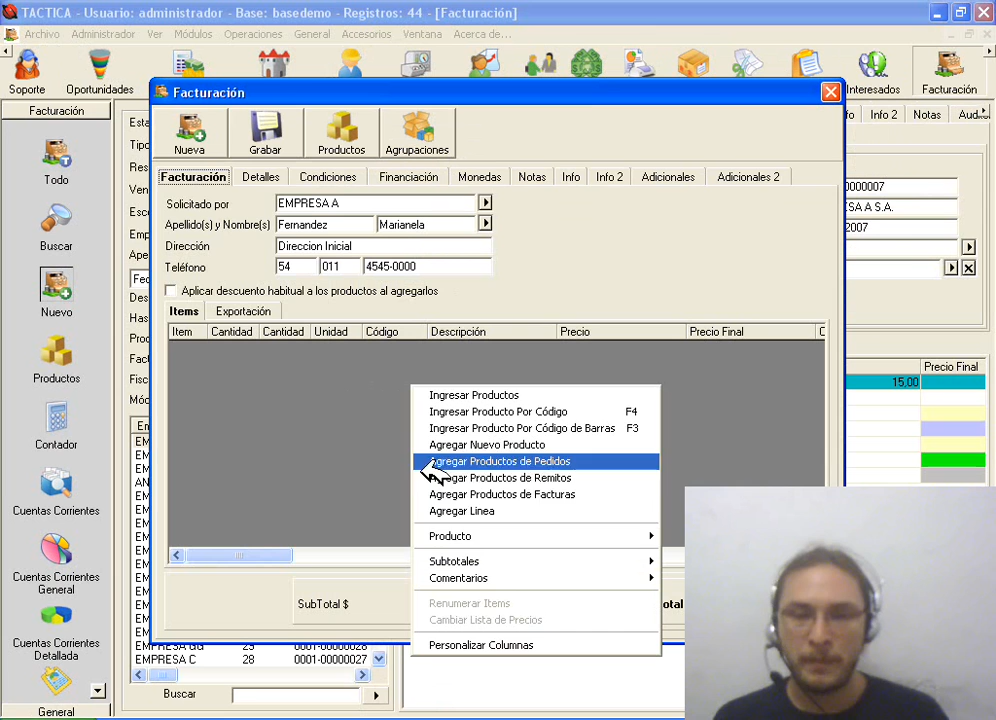 TACTICA - Usuario: administrador - Base: basedemo - Registros: 44 - [Facturación]
Archivo Administrador Ver Módulos Operaciones General Accesorios Ventana Acerca de...
Soporte Oportunidades Interesados Facturación
Facturación
Todo
Buscar
Nuevo
Productos
Contador
Cuentas Corrientes
Cuentas Corrientes
General
Cuentas Corrientes
Detallada
General
Facturación
Nueva Grabar Productos Agrupaciones
Facturación Detalles Condiciones Financiación Monedas Notas Info Info 2 Adicionales Adicionales 2
Solicitado por EMPRESA A
Apellido(s) y Nombre(s) Fernandez Marianela
Dirección Direccion Inicial
Teléfono 54 011 4545-0000
Aplicar descuento habitual a los productos al agregarlos
Items Exportación
Item Cantidad Cantidad Unidad Código Descripción Precio Precio Final
Ingresar Productos
Ingresar Producto Por Código F4
Ingresar Producto Por Código de Barras F3
Agregar Nuevo Producto
Agregar Productos de Pedidos
Agregar Productos de Remitos
Agregar Productos de Facturas
Agregar Linea
Producto
Subtotales
Comentarios
Renumerar Items
Cambiar Lista de Precios
Personalizar Columnas
SubTotal $
EMPRESA GG 29 0001-00000028
EMPRESA C 28 0001-00000027
Buscar
Info 2 Notas
0000007
ESA A S.A.
2007
Precio Final
15,00